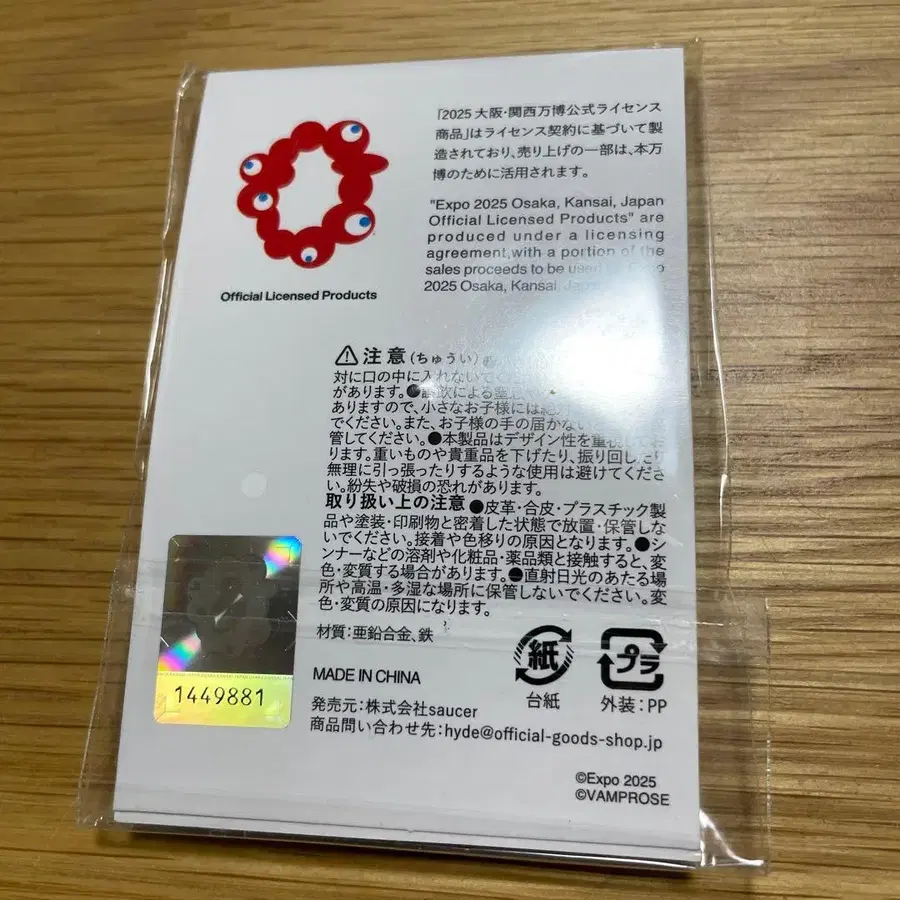 「2025 大阪・関西万博公式ライセンス
商品」はライセンス契約に基づいて製
造されており、売り上げの一部は、本万
博のために活用されます。
"Expo 2025 Osaka, Kansai, Japan
Official Licensed Products" are
produced under a licensing
agreement,with a portion of the
sales proceeds to be used
2025 Osaka, Kansai,
Official Licensed Products
⚠注意(ちゅうい)
対に口の中に入れないで
があります。●誤飲による
ありますので、小さなお子様には
でください。また、お子様の手の届かない
管してください。●本製品はデザイン性を重視してお
ります。重いものや貴重品を下げたり、振り回したり
無理に引っ張ったりするような使用は避けてくださ
い。紛失や破損の恐れがあります。
取り扱い上の注意 ●皮革・合皮・プラスチック製
品や塗装・印刷物と密着した状態で放置・保管しな
いでください。接着や色移りの原因となります。●シ
ンナーなどの溶剤や化粧品・薬品類と接触すると、変
色・変質する場合があります。●直射日光のあたる場
所や高温・多湿な場所に保管しないでください。変
色・変質の原因になります。
材質：亜鉛合金、鉄
MADE IN CHINA
紙
台紙
プラ
外装：PP
1449881
発売元：株式会社saucer
商品問い合わせ先：hyde@official-goods-shop.jp
©Expo 2025
©VAMPROSE